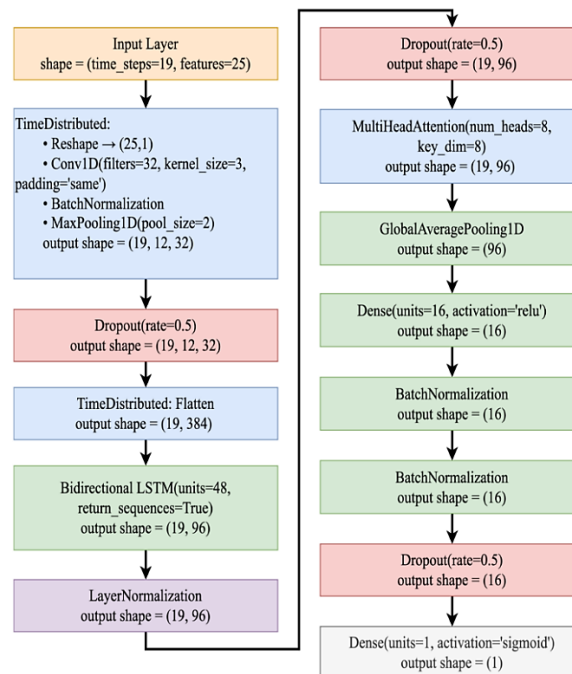 Input Layer
shape = (time_steps=19, features=25)
TimeDistributed:
• Reshape → (25,1)
• Conv1D(filters=32, kernel_size=3,
padding='same')
• BatchNormalization
• MaxPooling1D(pool_size=2)
output shape = (19, 12, 32)
Dropout(rate=0.5)
output shape = (19, 12, 32)
TimeDistributed: Flatten
output shape = (19, 384)
Bidirectional LSTM(units=48,
return_sequences=True)
output shape = (19, 96)
LayerNormalization
output shape = (19, 96)
Dropout(rate=0.5)
output shape = (19, 96)
MultiHeadAttention(num_heads=8,
key_dim=8)
output shape = (19, 96)
GlobalAveragePooling1D
output shape = (96)
Dense(units=16, activation='relu')
output shape = (16)
BatchNormalization
output shape = (16)
BatchNormalization
output shape = (16)
Dropout(rate=0.5)
output shape = (16)
Dense(units=1, activation='sigmoid')
output shape = (1)